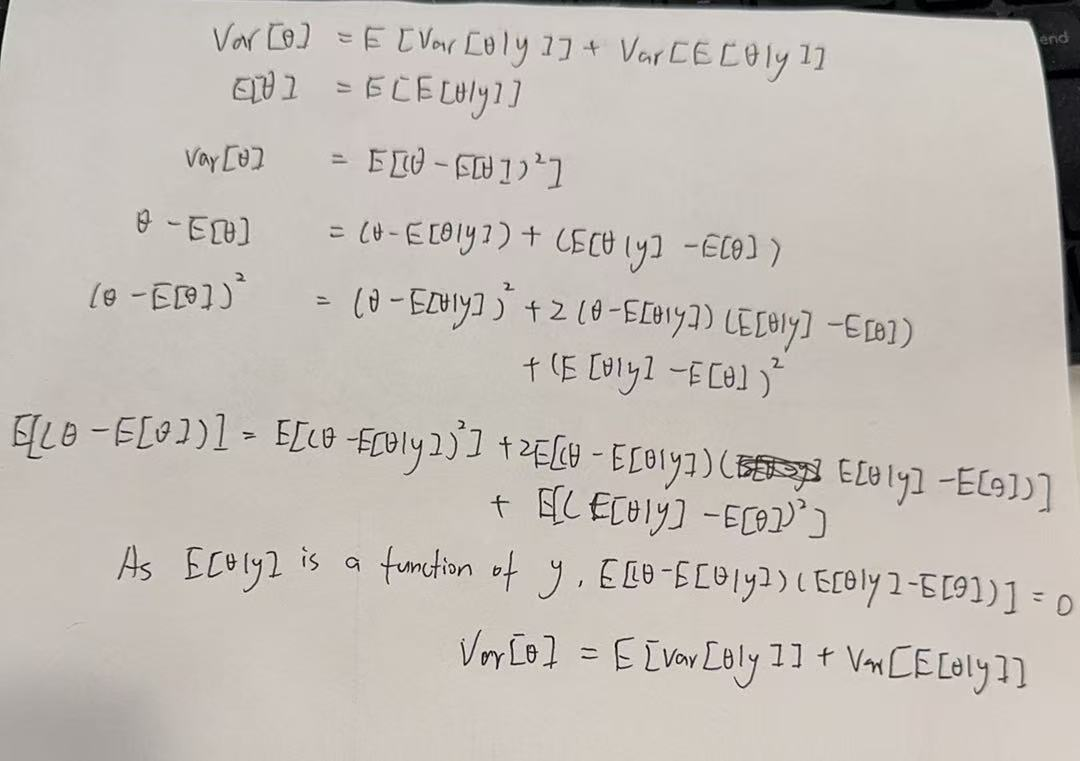 Var[θ] = E[Var[θ|y]] + Var[E[θ|y]]
E[θ] = E[E[θ|y]]
Var[θ] = E[(θ - E[θ])²]
θ - E[θ] = (θ - E[θ|y]) + (E[θ|y] - E[θ])
(θ - E[θ])² = (θ - E[θ|y])² + 2(θ - E[θ|y])(E[θ|y] - E[θ])
+ (E[θ|y] - E[θ])²
E[(θ - E[θ])] = E[(θ - E[θ|y])²] + 2E[(θ - E[θ|y])( E[θ|y] - E[θ])]
+ E[(E[θ|y] - E[θ])²]
As E[θ|y] is a function of y, E[(θ - E[θ|y])(E[θ|y] - E[θ])] = 0
Var[θ] = E[Var[θ|y]] + Var[E[θ|y]]
end